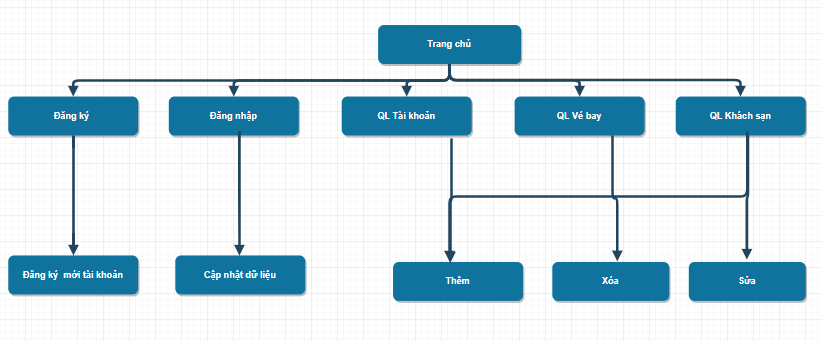 Trang chủ
Đăng ký
Đăng nhập
QL Tài khoản
QL Vé bay
QL Khách sạn
Đăng ký mới tài khoản
Cập nhật dữ liệu
Thêm
Xóa
Sửa